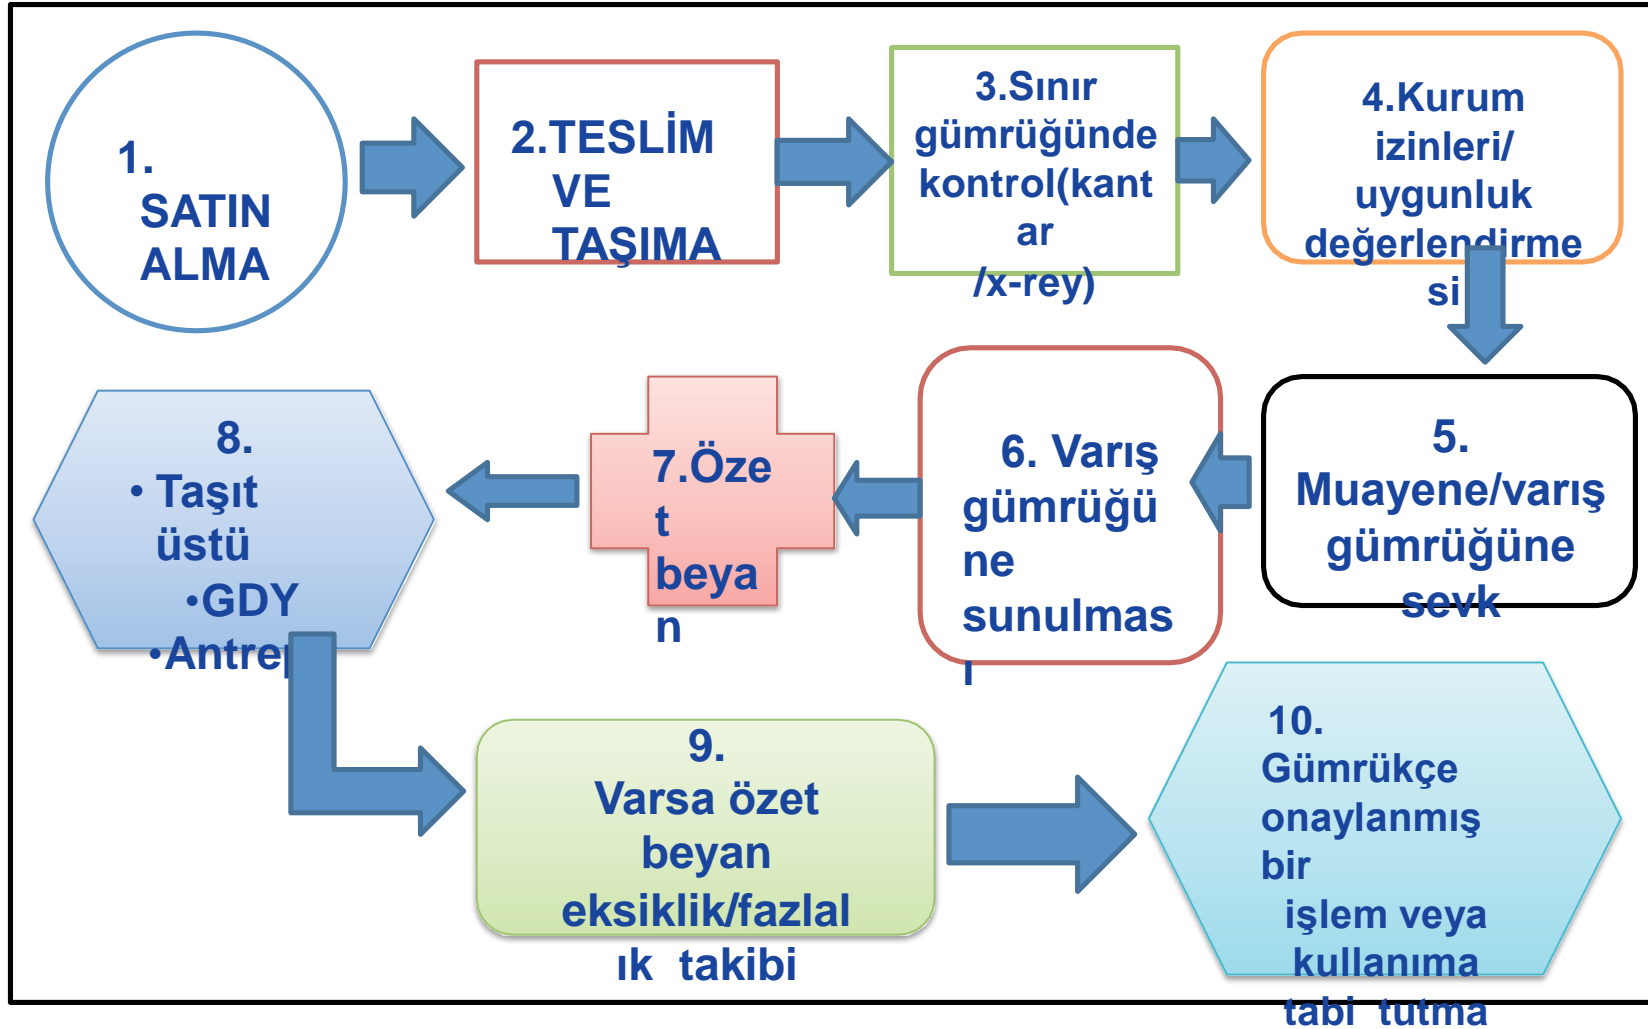 1.
SATIN
ALMA
2.TESLİM
VE
TAŞIMA
3.Sınır
gümrüğünde
kontrol(kant
ar
/x-rey)
4.Kurum
izinleri/
uygunluk
değerlendirme
si
5.
Muayene/varış
gümrüğüne
sevk
6. Varış
gümrüğü
ne
sunulmas
ı
7.Öze
t
beya
n
8.
• Taşıt
üstü
•GDY
9.
Varsa özet
beyan
eksiklik/fazlal
ık takibi
10.
Gümrükçe
onaylanmış
bir
işlem veya
kullanıma
tabi tutma